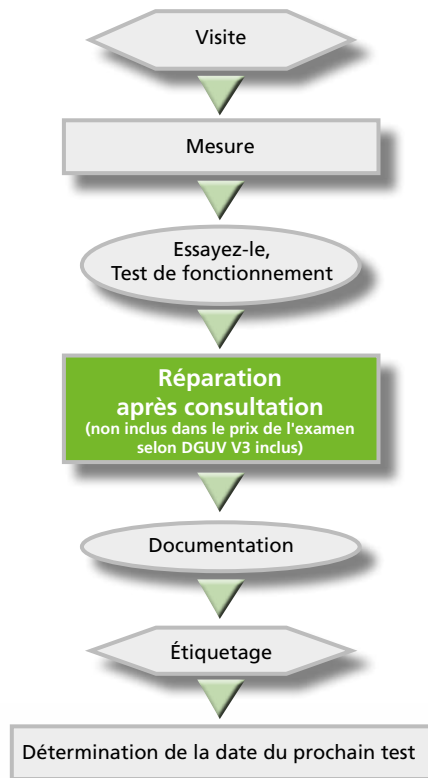 Visite
Mesure
Essayez-le,
Test de fonctionnement
Réparation
après consultation
(non inclus dans le prix de l'examen
selon DGUV V3 inclus)
Documentation
Étiquetage
Détermination de la date du prochain test